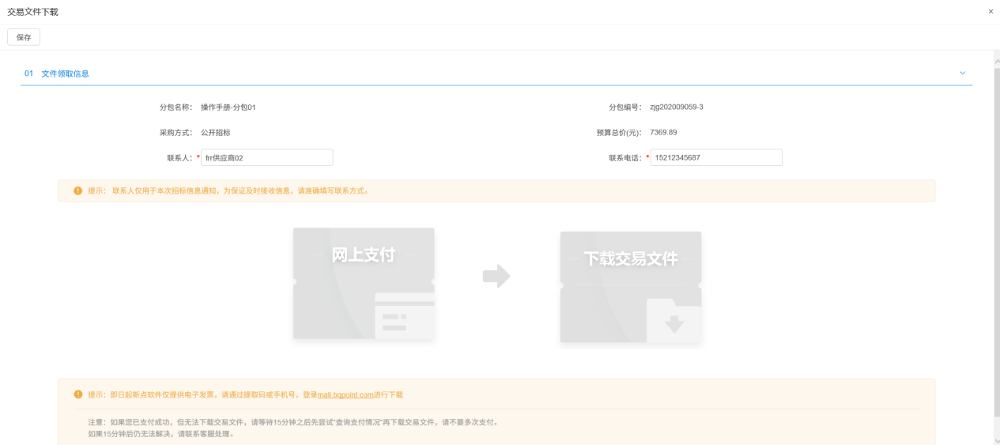 交易文件下载 ×
保存
01 文件领取信息
分包名称： 操作手册-分包01 分包编号： zjg202009059-3
采购方式： 公开招标 预算总价(元)： 7369.89
联系人：* frr供应商02 联系电话：* 15212345687
提示： 联系人仅用于本次招标信息通知，为保证及时接收信息，请准确填写联系方式。
网上支付 下载交易文件
提示：即日起新点软件仅提供电子发票，请通过提取码或手机号，登录mall.bqpoint.com进行下载
注意：如果您已支付成功，但无法下载交易文件，请等待15分钟之后先尝试“查询支付情况”再下载交易文件，请不要多次支付。
如果15分钟后仍无法解决，请联系客服处理。